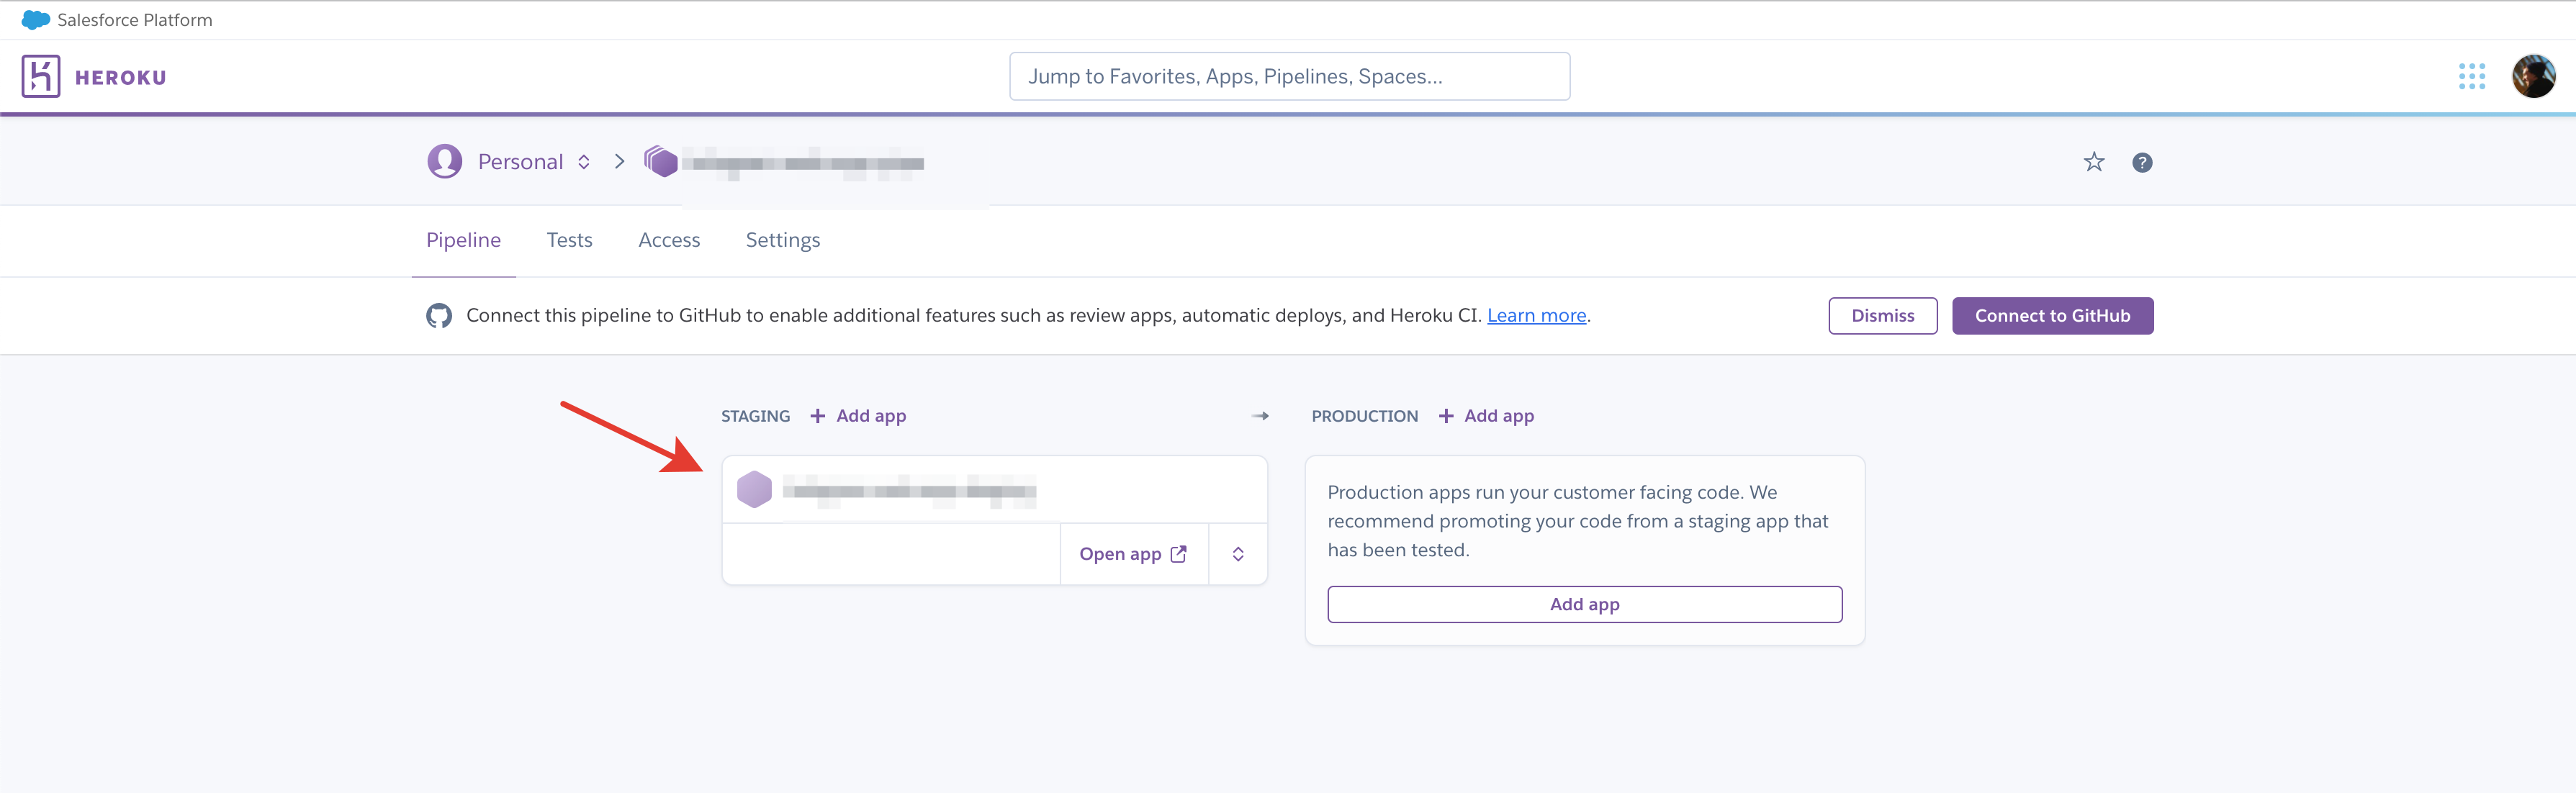 Salesforce Platform
HEROKU
Jump to Favorites, Apps, Pipelines, Spaces...
Personal
?
Pipeline Tests Access Settings
Connect this pipeline to GitHub to enable additional features such as review apps, automatic deploys, and Heroku CI. Learn more.
Dismiss Connect to GitHub
STAGING + Add app
PRODUCTION + Add app
Open app
Production apps run your customer facing code. We
recommend promoting your code from a staging app that
has been tested.
Add app